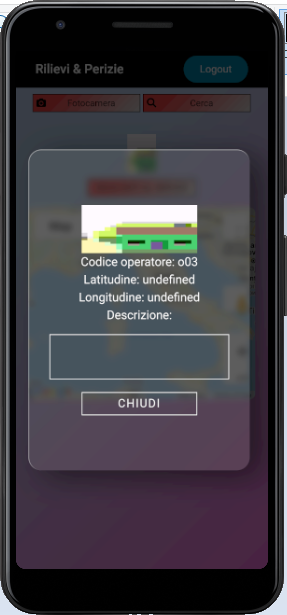 Rilievi & Perizie
Logout
Fotocamera
Cerca
Codice operatore: o03
Latitudine: undefined
Longitudine: undefined
Descrizione:
CHIUDI